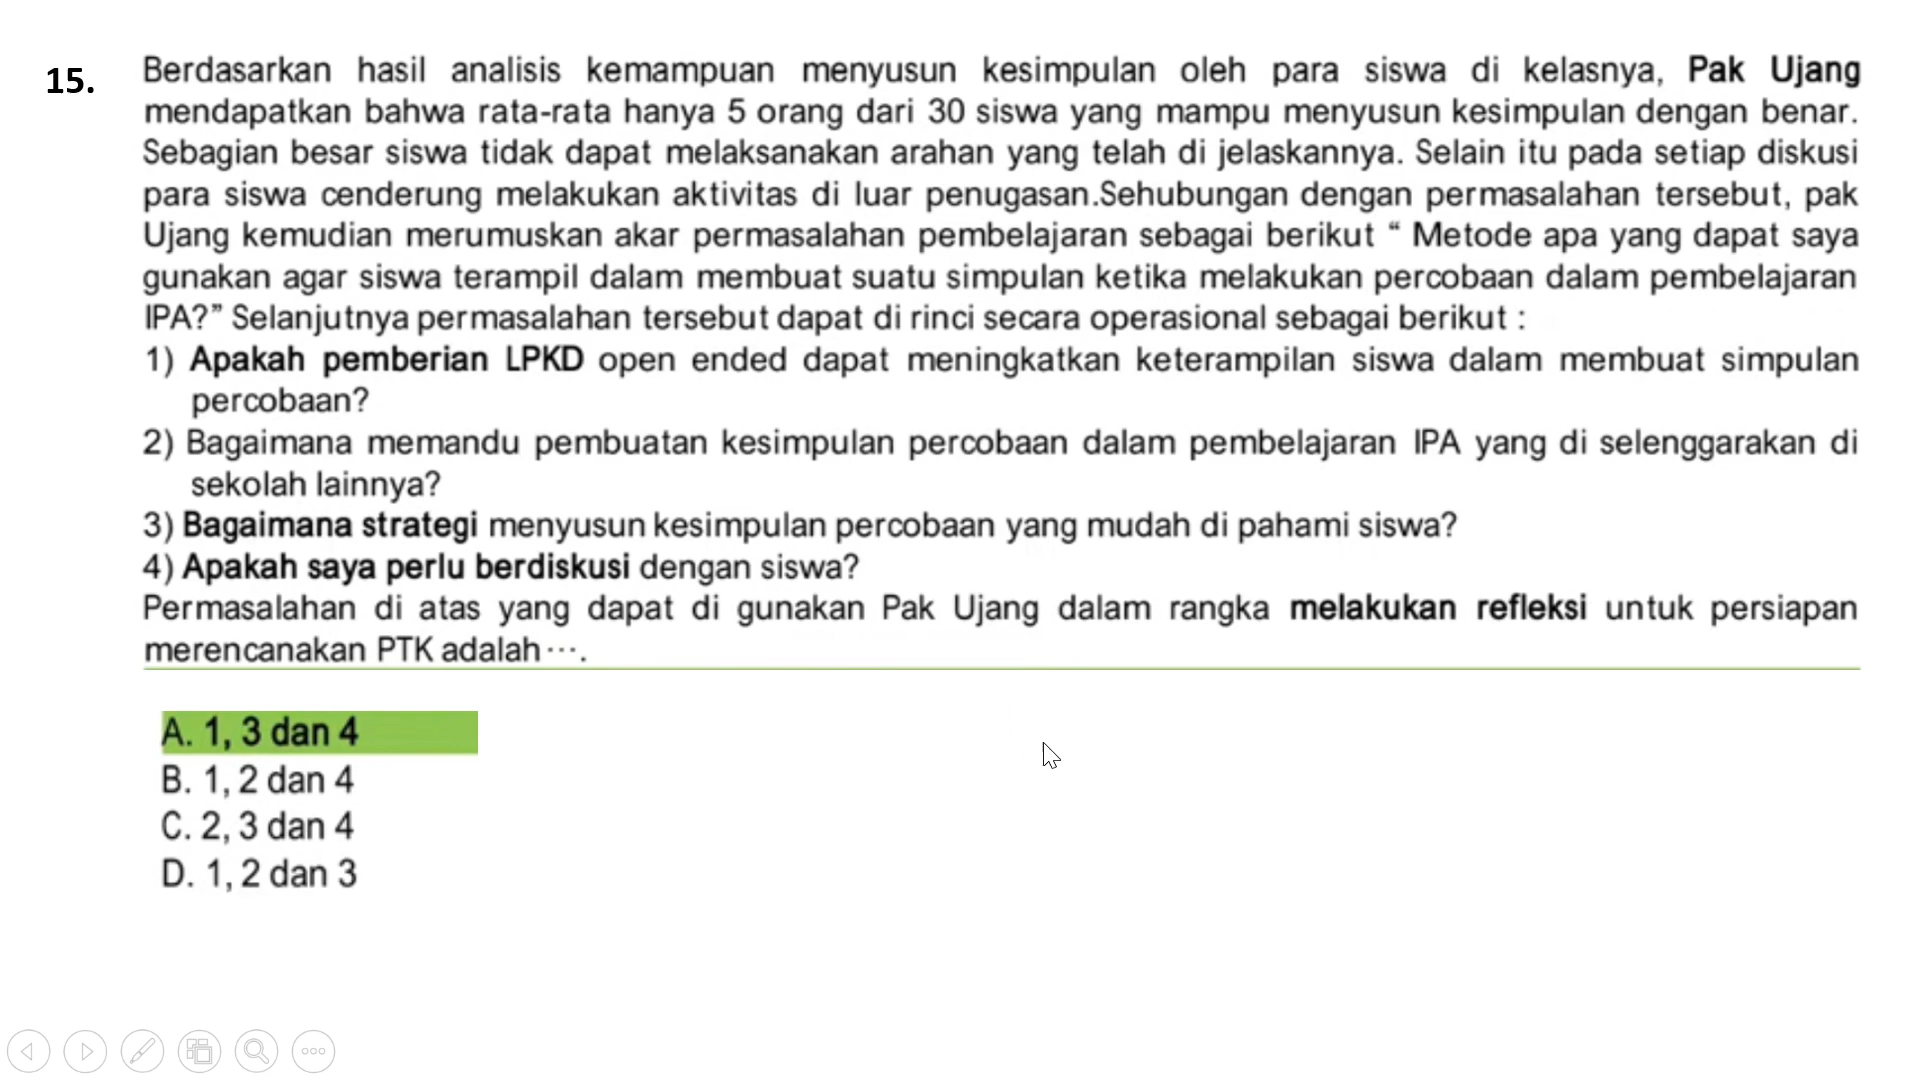 15.
Berdasarkan hasil analisis kemampuan menyusun kesimpulan oleh para siswa di kelasnya, Pak Ujang
mendapatkan bahwa rata-rata hanya 5 orang dari 30 siswa yang mampu menyusun kesimpulan dengan benar.
Sebagian besar siswa tidak dapat melaksanakan arahan yang telah di jelaskannya. Selain itu pada setiap diskusi
para siswa cenderung melakukan aktivitas di luar penugasan.Sehubungan dengan permasalahan tersebut, pak
Ujang kemudian merumuskan akar permasalahan pembelajaran sebagai berikut “ Metode apa yang dapat saya
gunakan agar siswa terampil dalam membuat suatu simpulan ketika melakukan percobaan dalam pembelajaran
IPA?” Selanjutnya permasalahan tersebut dapat di rinci secara operasional sebagai berikut :
1) Apakah pemberian LPKD open ended dapat meningkatkan keterampilan siswa dalam membuat simpulan
percobaan?
2) Bagaimana memandu pembuatan kesimpulan percobaan dalam pembelajaran IPA yang di selenggarakan di
sekolah lainnya?
3) Bagaimana strategi menyusun kesimpulan percobaan yang mudah di pahami siswa?
4) Apakah saya perlu berdiskusi dengan siswa?
Permasalahan di atas yang dapat di gunakan Pak Ujang dalam rangka melakukan refleksi untuk persiapan
merencanakan PTK adalah ….
A. 1, 3 dan 4
B. 1, 2 dan 4
C. 2, 3 dan 4
D. 1, 2 dan 3